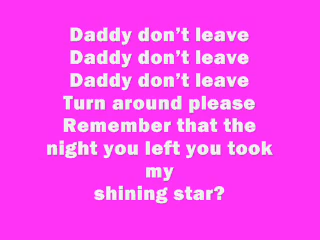 Daddy don’t leave
Daddy don’t leave
Daddy don’t leave
Turn around please
Remember that the
night you left you took
my
shining star?